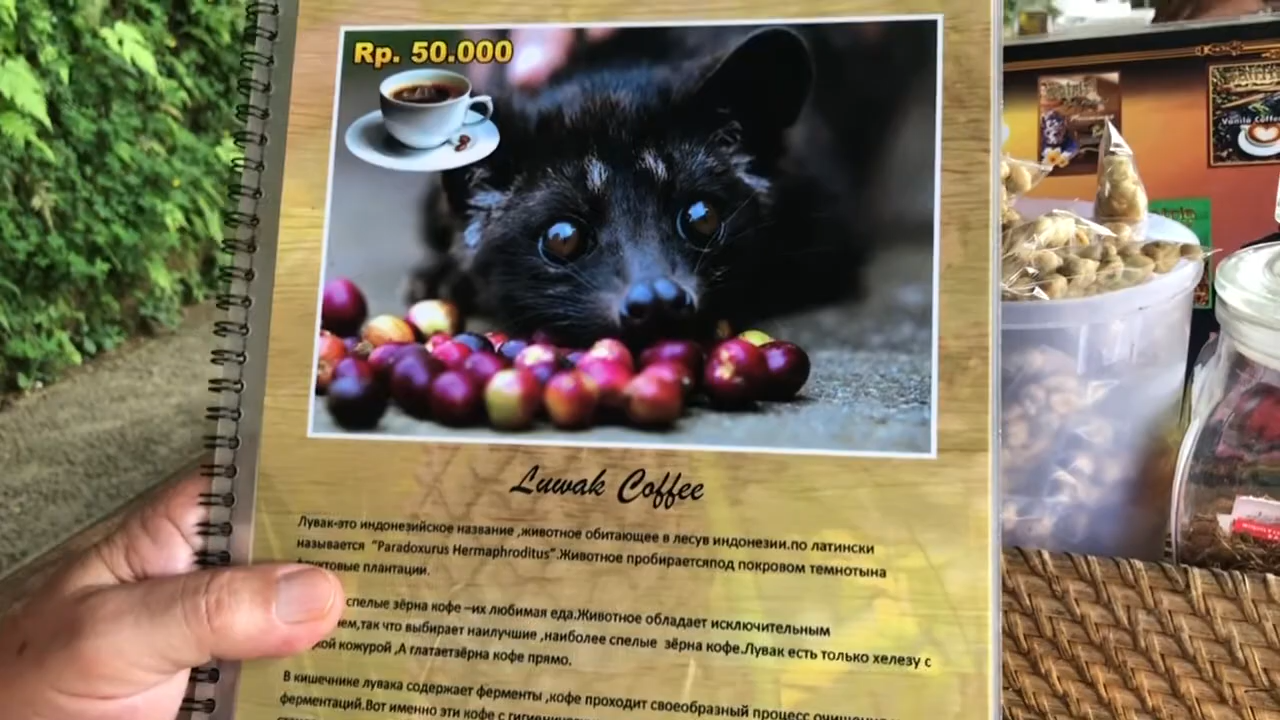 Rp. 50.000
Luwak Coffee
Лувак-это индонезийское название ,животное обитающее в лесув индонезии.по латински
называется "Paradoxurus Hermaphroditus".Животное пробираетсяпод покровом темнотына
плантации.
спелые зёрна кофе –их любимая еда.Животное обладает исключительным
так что выбирает наилучшие ,наиболее спелые зёрна кофе.Лувак есть только хелезу с
кожурой ,А глатаетзёрна кофе прямо.
В кишечнике лувака содержает ферменты ,кофе проходит своеобразный процесс
ферментаций.Вот именно эти кофе с
Vanila Coffee